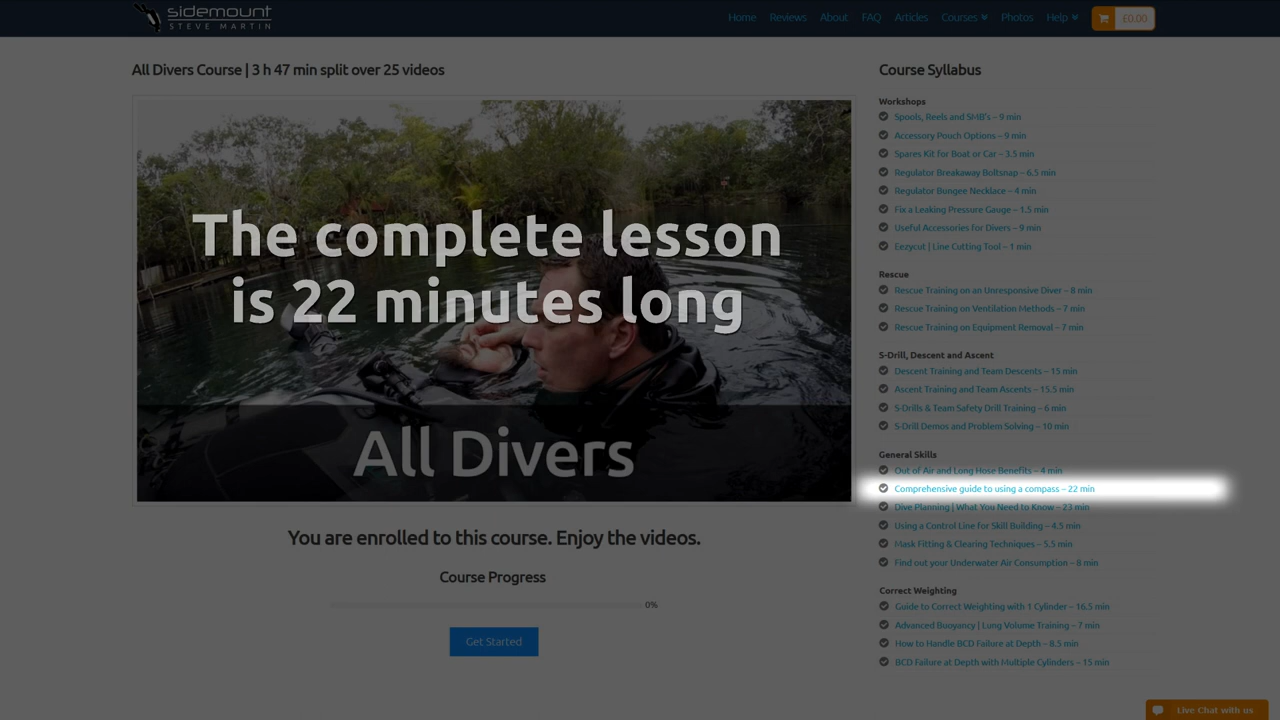 sidemount
STEVE MARTIN
Home
Reviews
About
FAQ
Articles
Courses
Photos
Help
£0.00
All Divers Course | 3 h 47 min split over 25 videos
The complete lesson
is 22 minutes long
All Divers
You are enrolled to this course. Enjoy the videos.
Course Progress
0%
Get Started
Course Syllabus
Workshops
Spools, Reels and SMB's – 9 min
Accessory Pouch Options – 9 min
Spares Kit for Boat or Car – 3.5 min
Regulator Breakaway Boltsnap – 6.5 min
Regulator Bungee Necklace – 4 min
Fix a Leaking Pressure Gauge – 1.5 min
Useful Accessories for Divers – 9 min
Eezycut | Line Cutting Tool – 1 min
Rescue
Rescue Training on an Unresponsive Diver – 8 min
Rescue Training on Ventilation Methods – 7 min
Rescue Training on Equipment Removal – 7 min
S-Drill, Descent and Ascent
Descent Training and Team Descents – 15 min
Ascent Training and Team Ascents – 15.5 min
S-Drills & Team Safety Drill Training – 6 min
S-Drill Demos and Problem Solving – 10 min
General Skills
Out of Air and Long Hose Benefits – 4 min
Comprehensive guide to using a compass – 22 min
Dive Planning | What You Need to Know – 23 min
Using a Control Line for Skill Building – 4.5 min
Mask Fitting & Clearing Techniques – 5.5 min
Find out your Underwater Air Consumption – 8 min
Correct Weighting
Guide to Correct Weighting with 1 Cylinder – 16.5 min
Advanced Buoyancy | Lung Volume Training – 7 min
How to Handle BCD Failure at Depth – 8.5 min
BCD Failure at Depth with Multiple Cylinders – 15 min
Live Chat with us